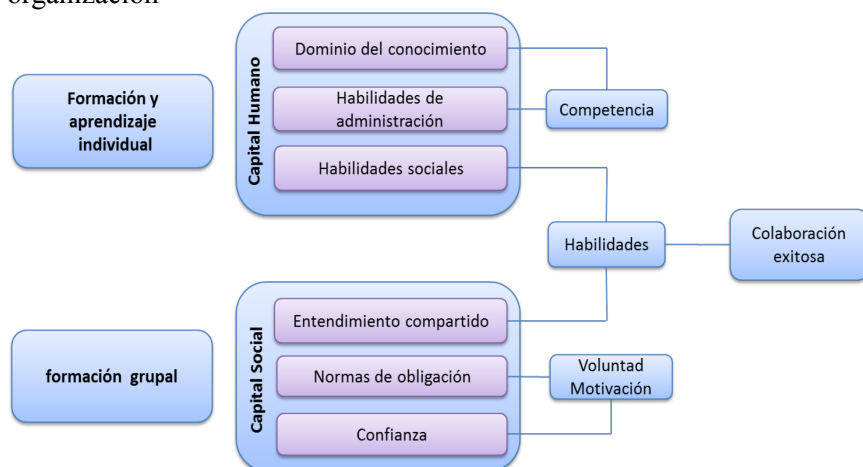 organización
Formación y
aprendizaje
individual
Capital Humano
Dominio del conocimiento
Habilidades de
administración
Habilidades sociales
Competencia
Habilidades
Colaboración
exitosa
formación grupal
Capital Social
Entendimiento compartido
Normas de obligación
Confianza
Voluntad
Motivación